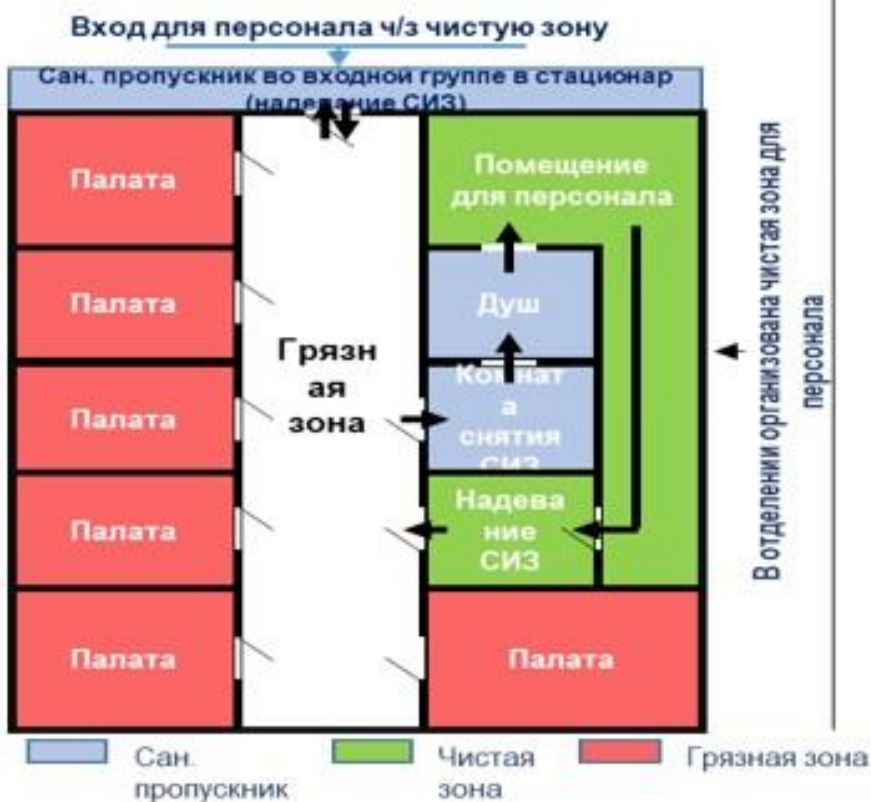 Вход для персонала ч/з чистую зону
Сан. пропускник во входной группе в стационар
(надевание СИЗ)
Палата
Помещение
для персонала
Палата
Душ
Грязн
ая
зона
Палата
Комнат
а
снятия
СИЗ
Палата
Надева
ние
СИЗ
Палата
Палата
В отделении организована чистая зона для
персонала
Сан.
пропускник
Чистая
зона
Грязная зона